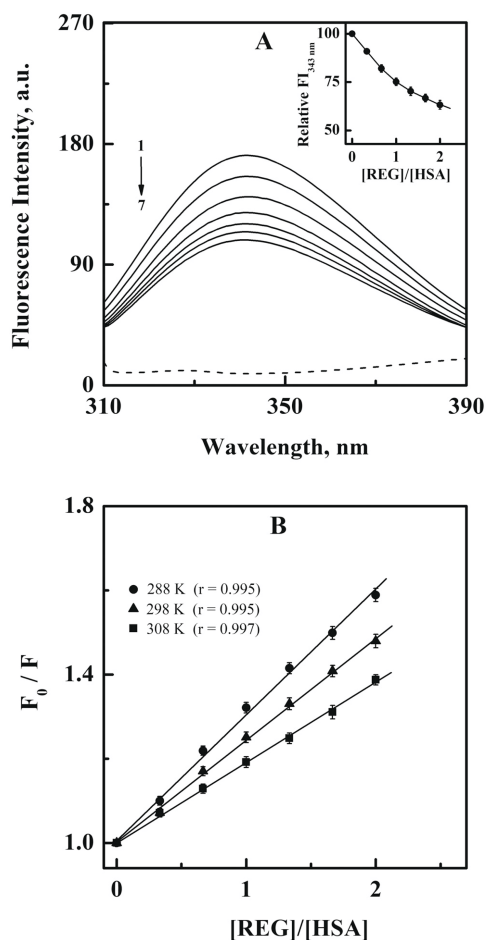 A
270
180
90
0
Fluorescence Intensity, a.u.
1
7
310
350
390
Wavelength, nm
100
75
50
Relative FI343 nm
0
1
2
[REG]/[HSA]
B
1.8
1.4
1.0
F0 / F
288 K (r = 0.995)
298 K (r = 0.995)
308 K (r = 0.997)
0
1
2
[REG]/[HSA]